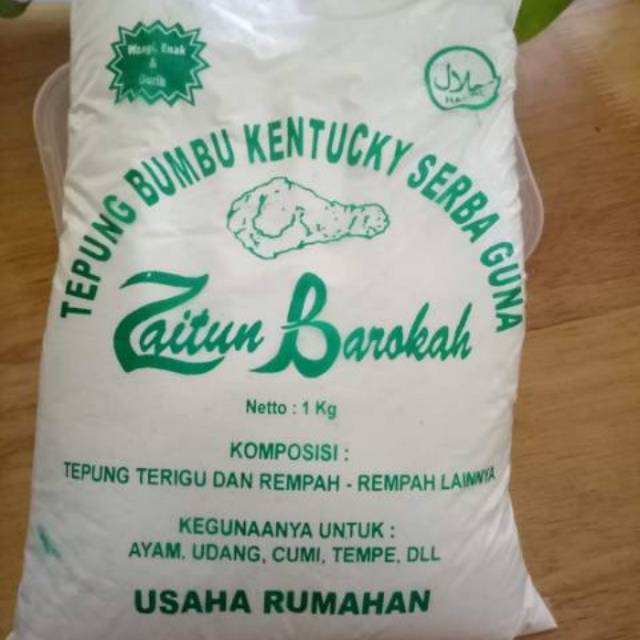 Wangi, Enak
&
Gurih
حلال
TEPUNG BUMBU KENTUCKY SERBA GUNA
Zaitun Barokah
Netto : 1 Kg
KOMPOSISI :
TEPUNG TERIGU DAN REMPAH - REMPAH LAINNYA
KEGUNAANYA UNTUK :
AYAM, UDANG, CUMI, TEMPE, DLL
USAHA RUMAHAN